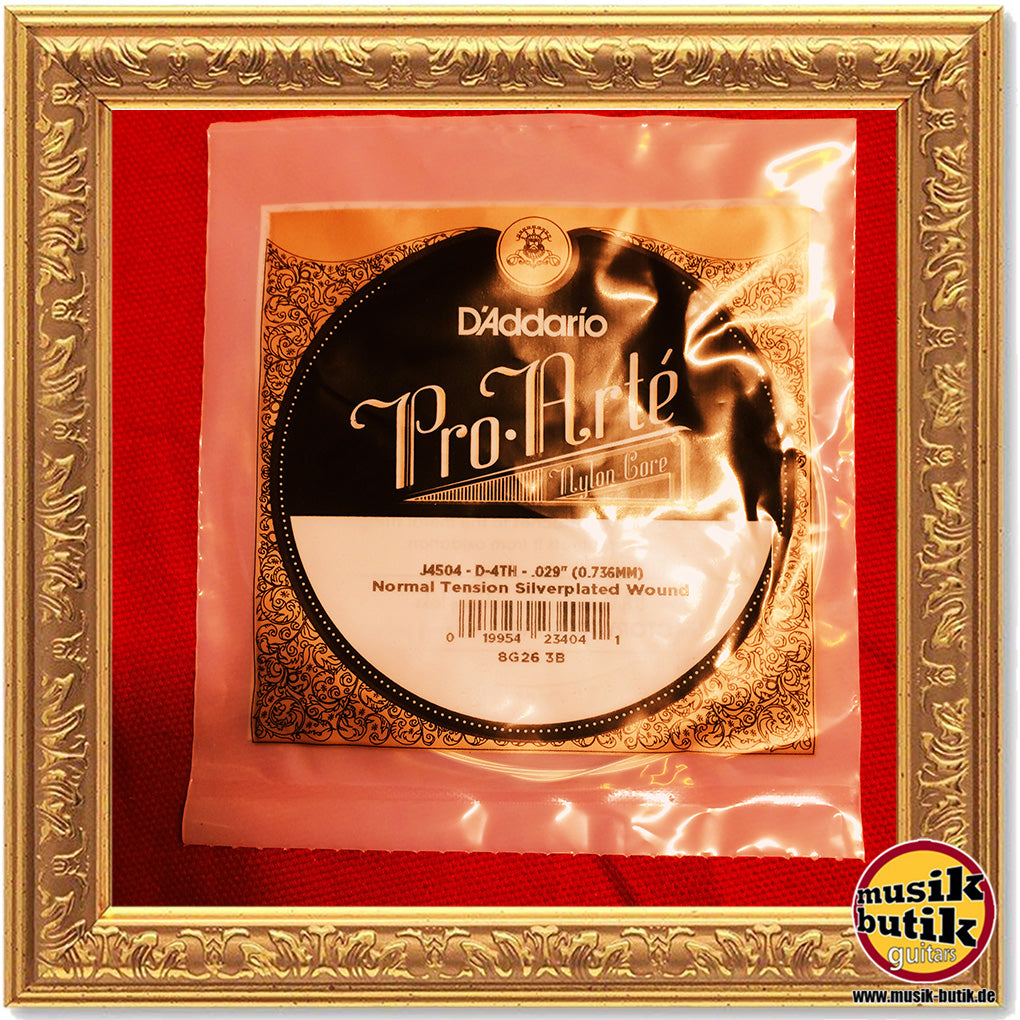 D'Addario
Pro·Arté
Nylon Core
J4504 - D-4TH - .029" (0.736MM)
Normal Tension Silverplated Wound
0 19954 23404 1
8G26 3B
musik
butik
guitars
www.musik-butik.de